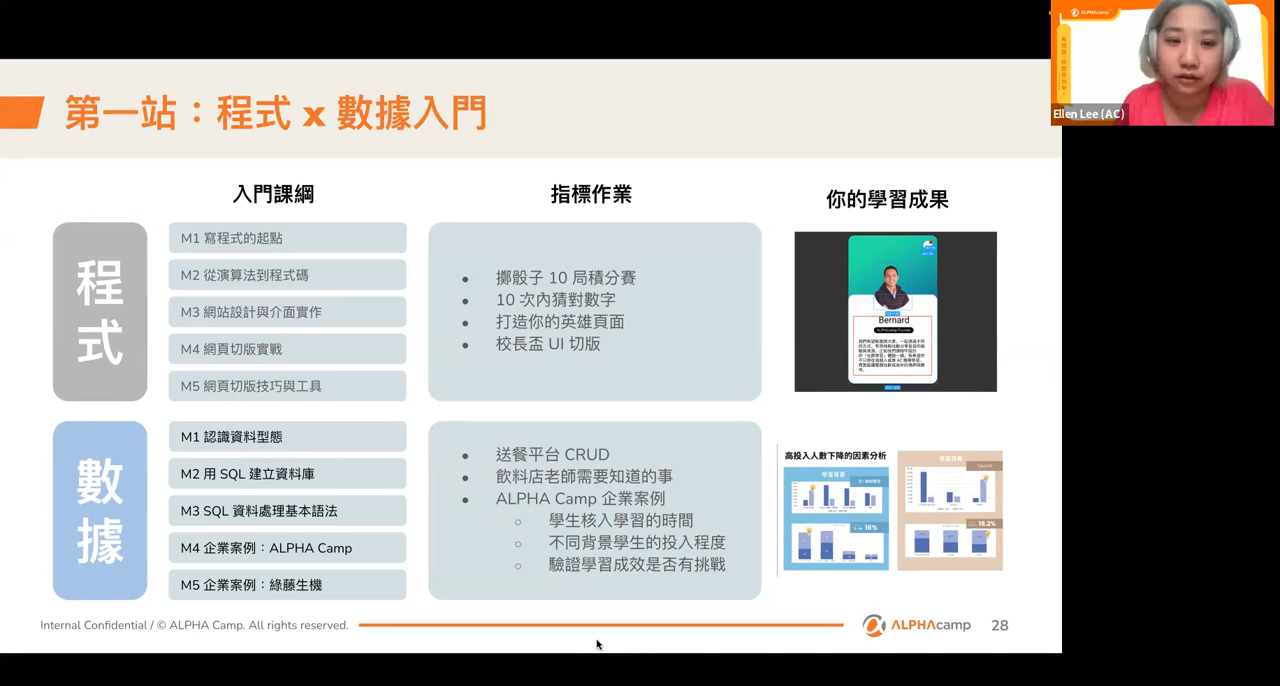 ALPHAcamp
Ellen Lee (AC)
第一站：程式 x 數據入門
入門課綱
指標作業
你的學習成果
程式
M1 寫程式的起點
M2 從演算法到程式碼
M3 網站設計與介面實作
M4 網頁切版實戰
M5 網頁切版技巧與工具
擲骰子 10 局積分賽
10 次內猜對數字
打造你的英雄頁面
校長盃 UI 切版
Bernard
數據
M1 認識資料型態
M2 用 SQL 建立資料庫
M3 SQL 資料處理基本語法
M4 企業案例：ALPHA Camp
M5 企業案例：綠藤生機
送餐平台 CRUD
飲料店老師需要知道的事
ALPHA Camp 企業案例
學生核入學習的時間
不同背景學生的投入程度
驗證學習成效是否有挑戰
高投入人數下降的因素分析
學習背景
16%
18.2%
Internal Confidential / © ALPHA Camp. All rights reserved.
ALPHAcamp
28